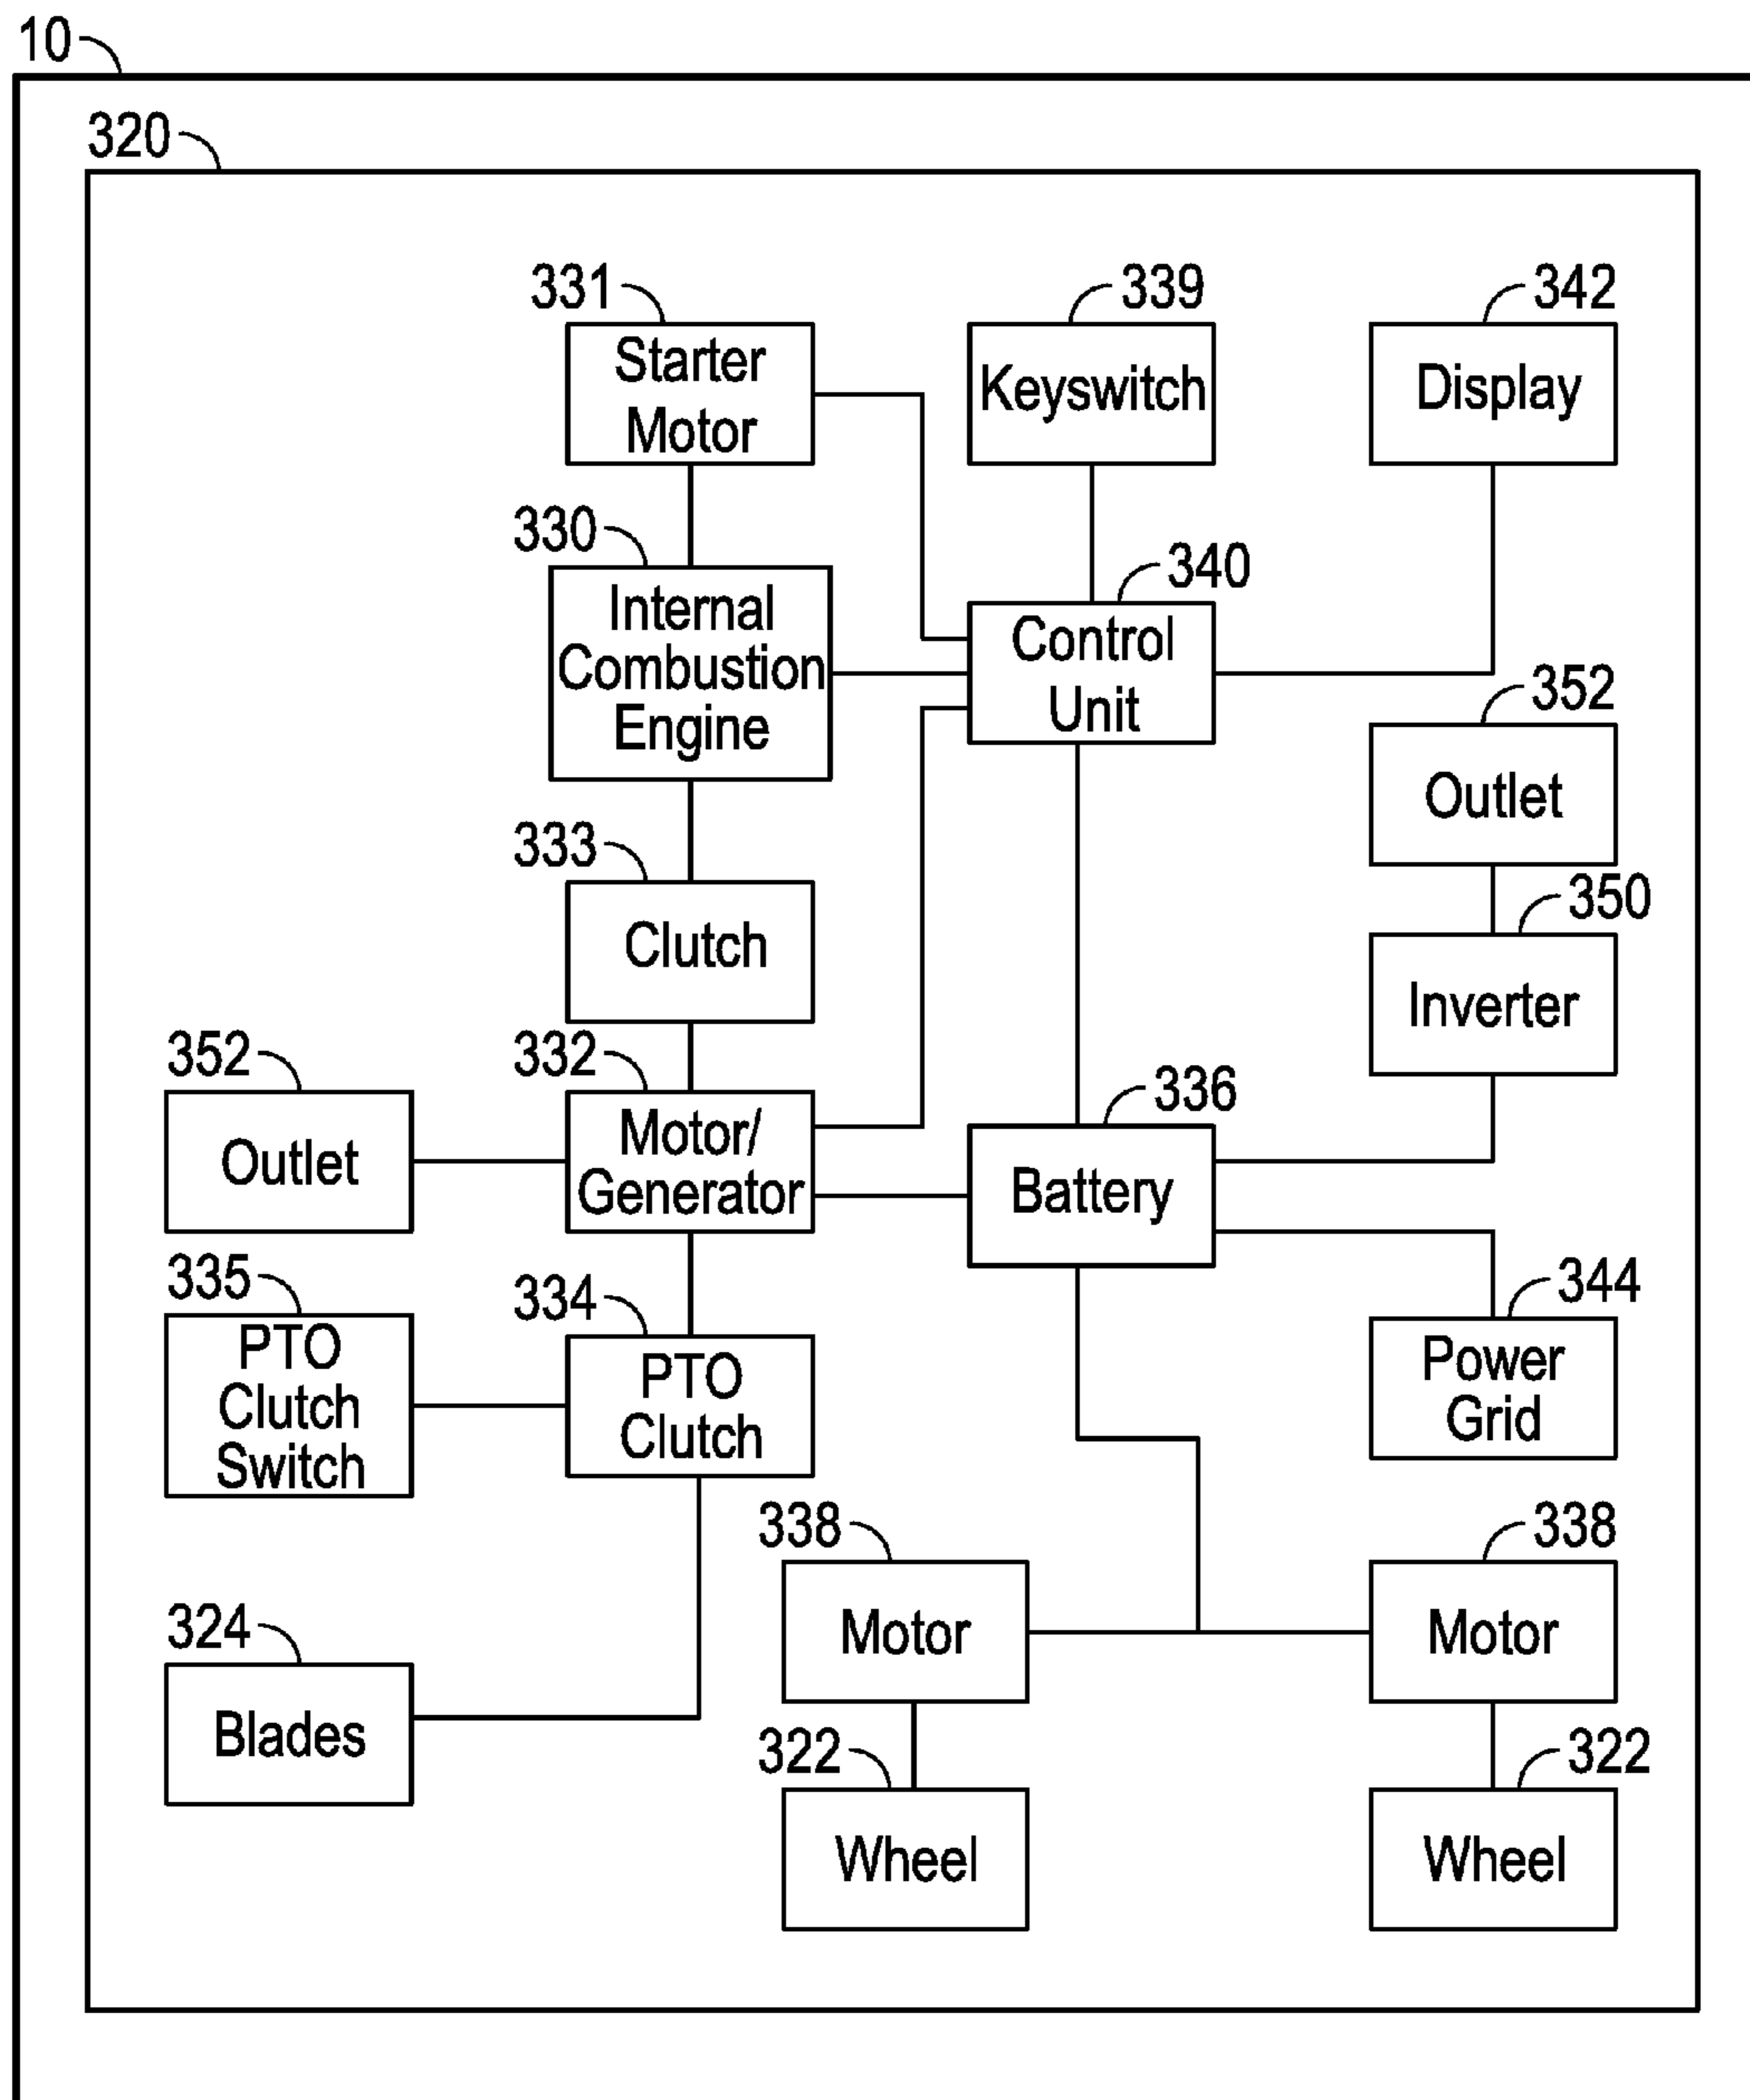 10
320
331
Starter
Motor
339
Keyswitch
342
Display
330
Internal
Combustion
Engine
340
Control
Unit
352
Outlet
333
Clutch
350
Inverter
352
Outlet
332
Motor/
Generator
336
Battery
335
PTO
Clutch
Switch
334
PTO
Clutch
344
Power
Grid
338
Motor
338
Motor
324
Blades
322
Wheel
322
Wheel